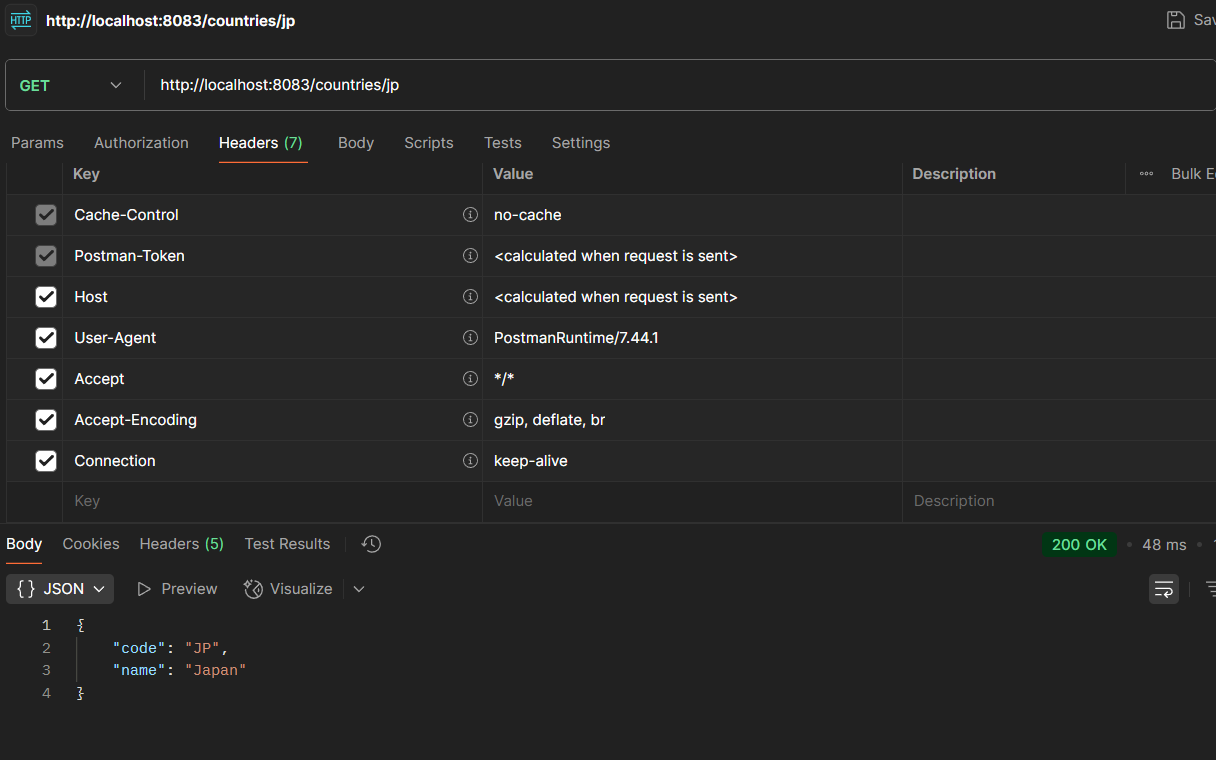 HTTP http://localhost:8083/countries/jp Sav
GET http://localhost:8083/countries/jp
Params Authorization Headers (7) Body Scripts Tests Settings
Key Value Description Bulk E
Cache-Control no-cache
Postman-Token <calculated when request is sent>
Host <calculated when request is sent>
User-Agent PostmanRuntime/7.44.1
Accept */*
Accept-Encoding gzip, deflate, br
Connection keep-alive
Key Value Description
Body Cookies Headers (5) Test Results 200 OK • 48 ms •
{} JSON Preview Visualize
1 {
2 "code": "JP",
3 "name": "Japan"
4 }